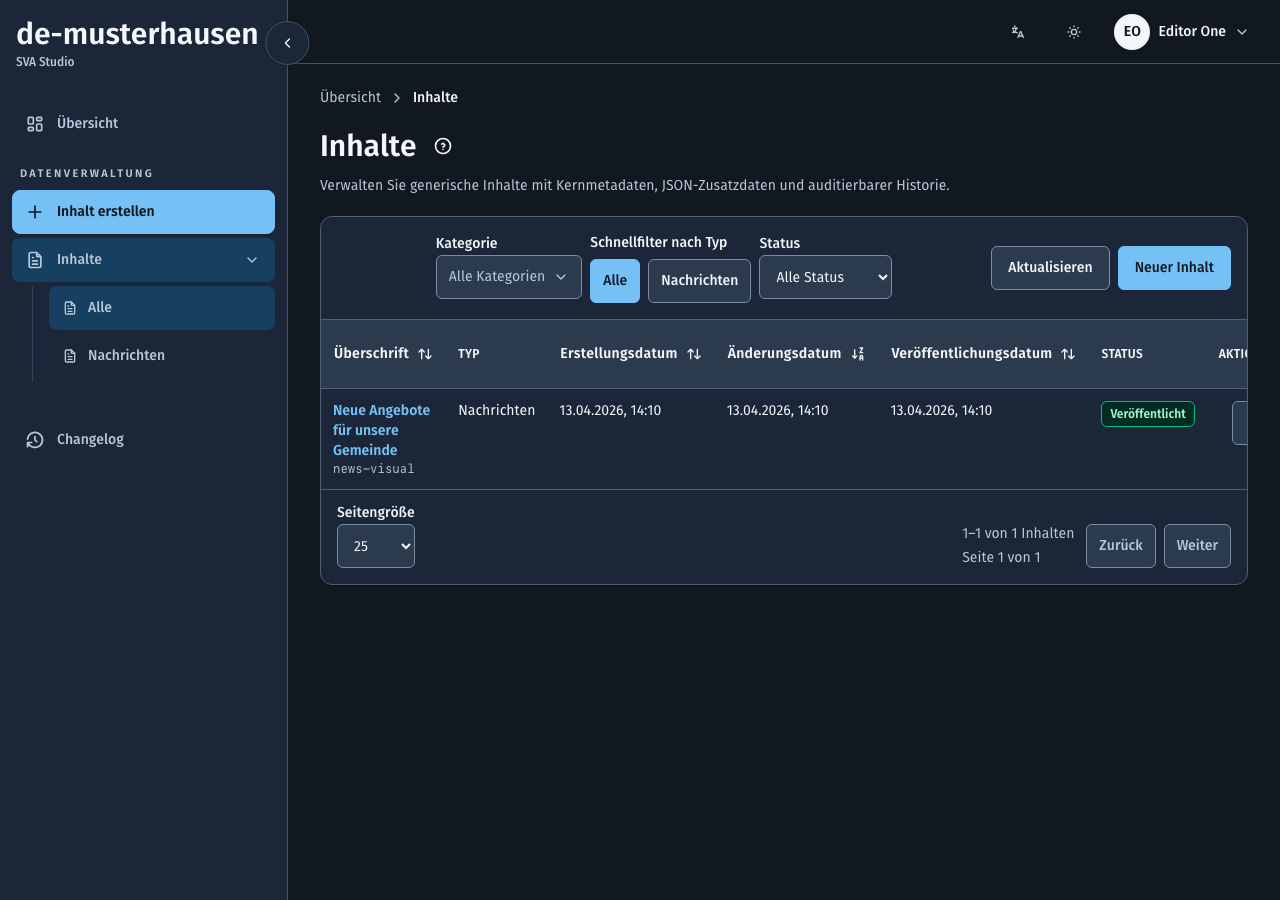 de-musterhausen
SVA Studio
EO
Editor One
Übersicht
DATENVERWALTUNG
Inhalt erstellen
Inhalte
Alle
Nachrichten
Changelog
Übersicht
Inhalte
Inhalte
Verwalten Sie generische Inhalte mit Kernmetadaten, JSON-Zusatzdaten und auditierbarer Historie.
Kategorie
Alle Kategorien
Schnellfilter nach Typ
Alle
Nachrichten
Status
Alle Status
Aktualisieren
Neuer Inhalt
Überschrift
TYP
Erstellungsdatum
Änderungsdatum
Veröffentlichungsdatum
STATUS
Neue Angebote
für unsere
Gemeinde
news-visual
Nachrichten
13.04.2026, 14:10
13.04.2026, 14:10
13.04.2026, 14:10
Veröffentlicht
Seitengröße
25
1–1 von 1 Inhalten
Seite 1 von 1
Zurück
Weiter